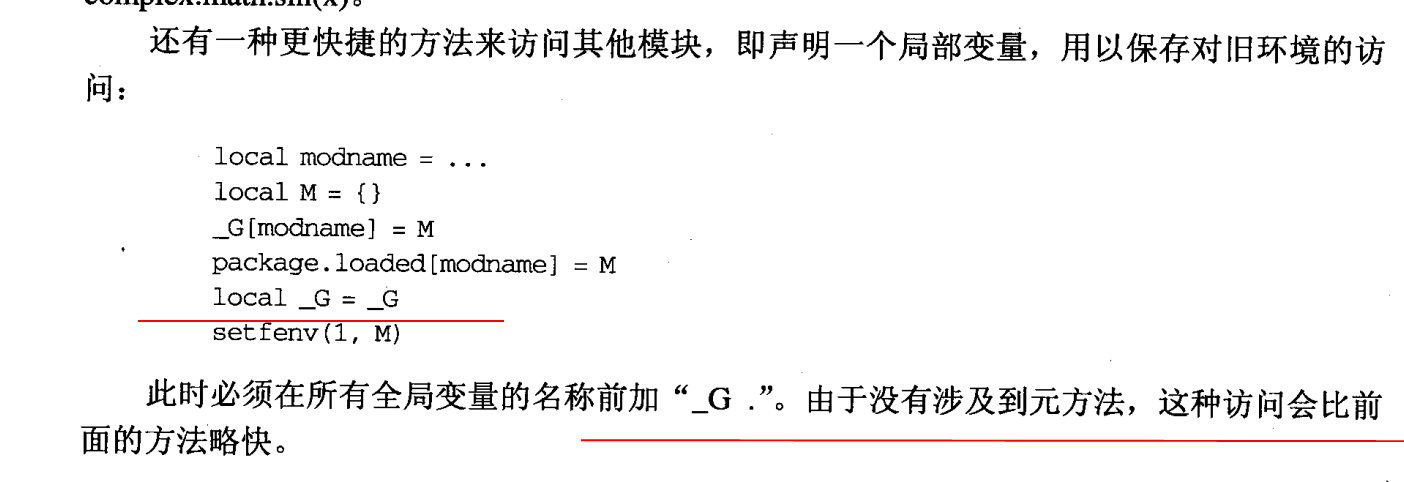 complex.math.sin(x)。
还有一种更快捷的方法来访问其他模块，即声明一个局部变量，用以保存对旧环境的访
问：
local modname = ...
local M = {}
_G[modname] = M
package.loaded[modname] = M
local _G = _G
setfenv(1, M)
此时必须在所有全局变量的名称前加“_G .”。由于没有涉及到元方法，这种访问会比前
面的方法略快。